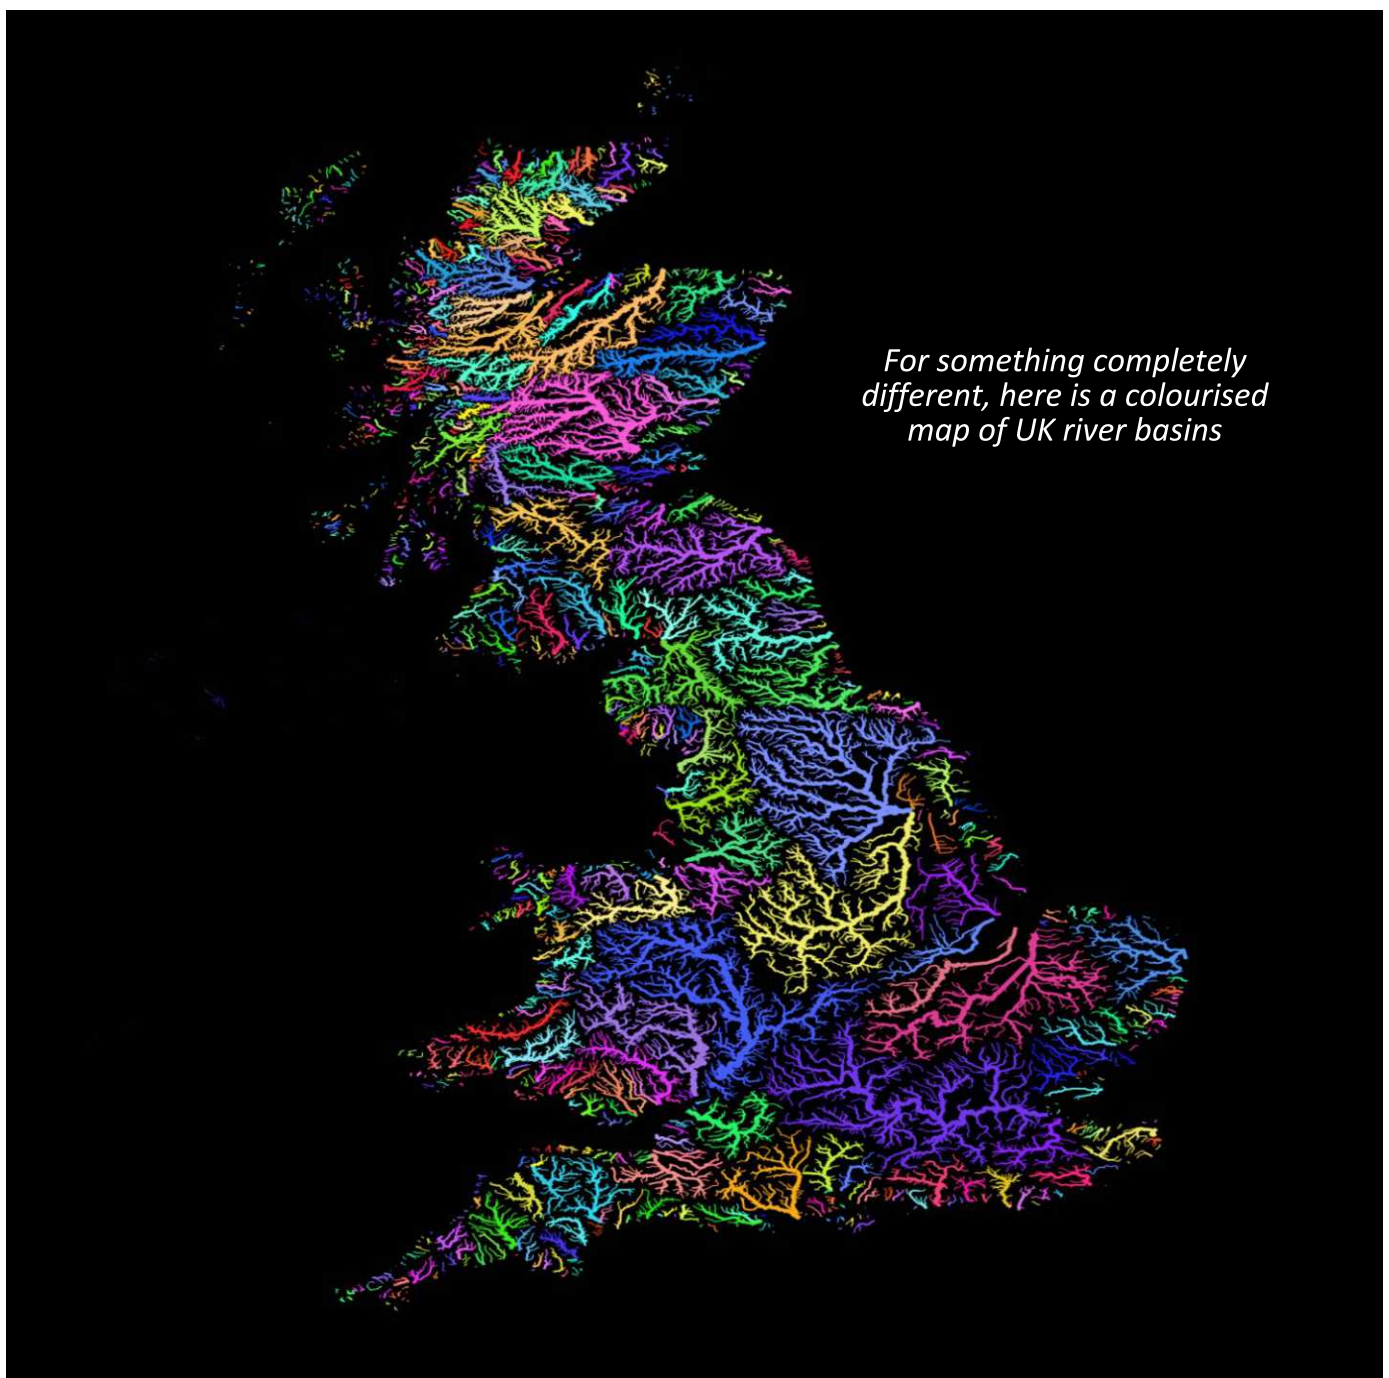 For something completely
different, here is a colourised
map of UK river basins